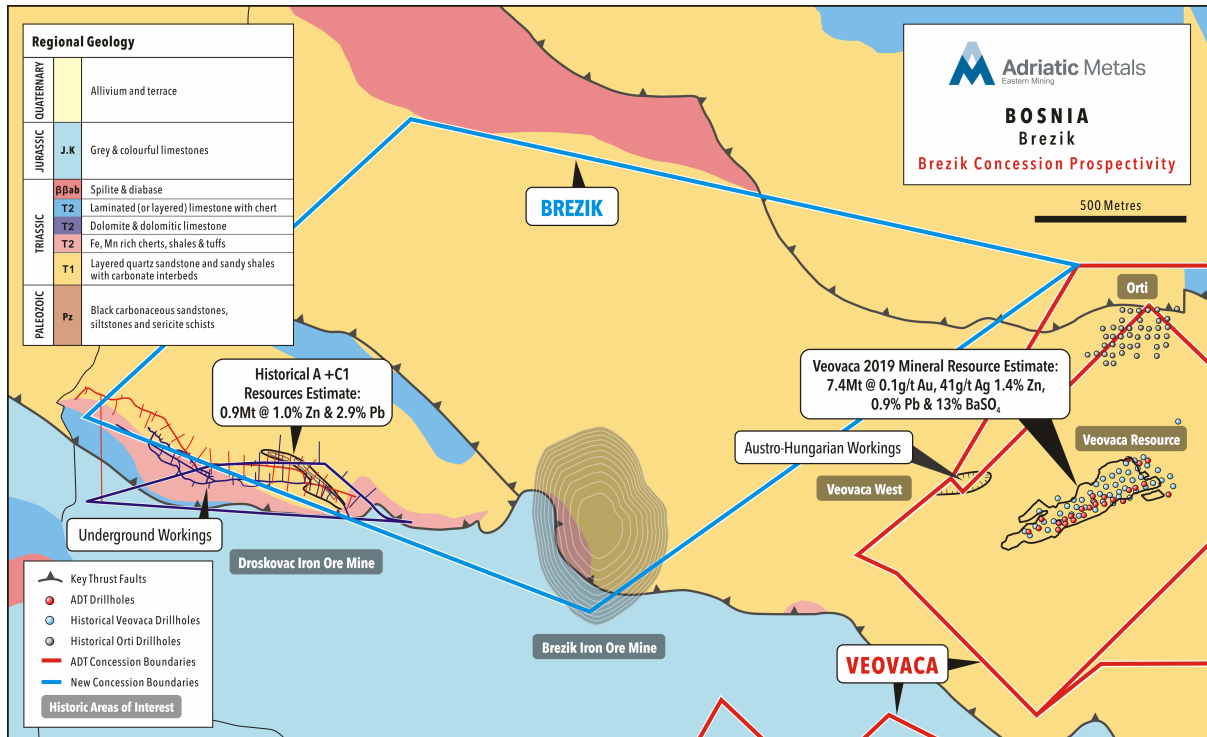 Regional Geology
QUATERNARY
Allivium and terrace
JURASSIC
J.K
Grey & colourful limestones
TRIASSIC
ββab
Spilite & diabase
T2
Laminated (or layered) limestone with chert
T2
Dolomite & dolomitic limestone
T2
Fe, Mn rich cherts, shales & tuffs
T1
Layered quartz sandstone and sandy shales
with carbonate interbeds
PALEOZOIC
Pz
Black carbonaceous sandstones,
siltstones and sericite schists
Adriatic Metals
Eastern Mining
BOSNIA
Brezik
Brezik Concession Prospectivity
500 Metres
BREZIK
Orti
Historical A +C1
Resources Estimate:
0.9Mt @ 1.0% Zn & 2.9% Pb
Veovaca 2019 Mineral Resource Estimate:
7.4Mt @ 0.1g/t Au, 41g/t Ag 1.4% Zn,
0.9% Pb & 13% BaSO₄
Austro-Hungarian Workings
Veovaca Resource
Veovaca West
Underground Workings
Droskovac Iron Ore Mine
Brezik Iron Ore Mine
VEOVACA
Key Thrust Faults
ADT Drillholes
Historical Veovaca Drillholes
Historical Orti Drillholes
ADT Concession Boundaries
New Concession Boundaries
Historic Areas of Interest